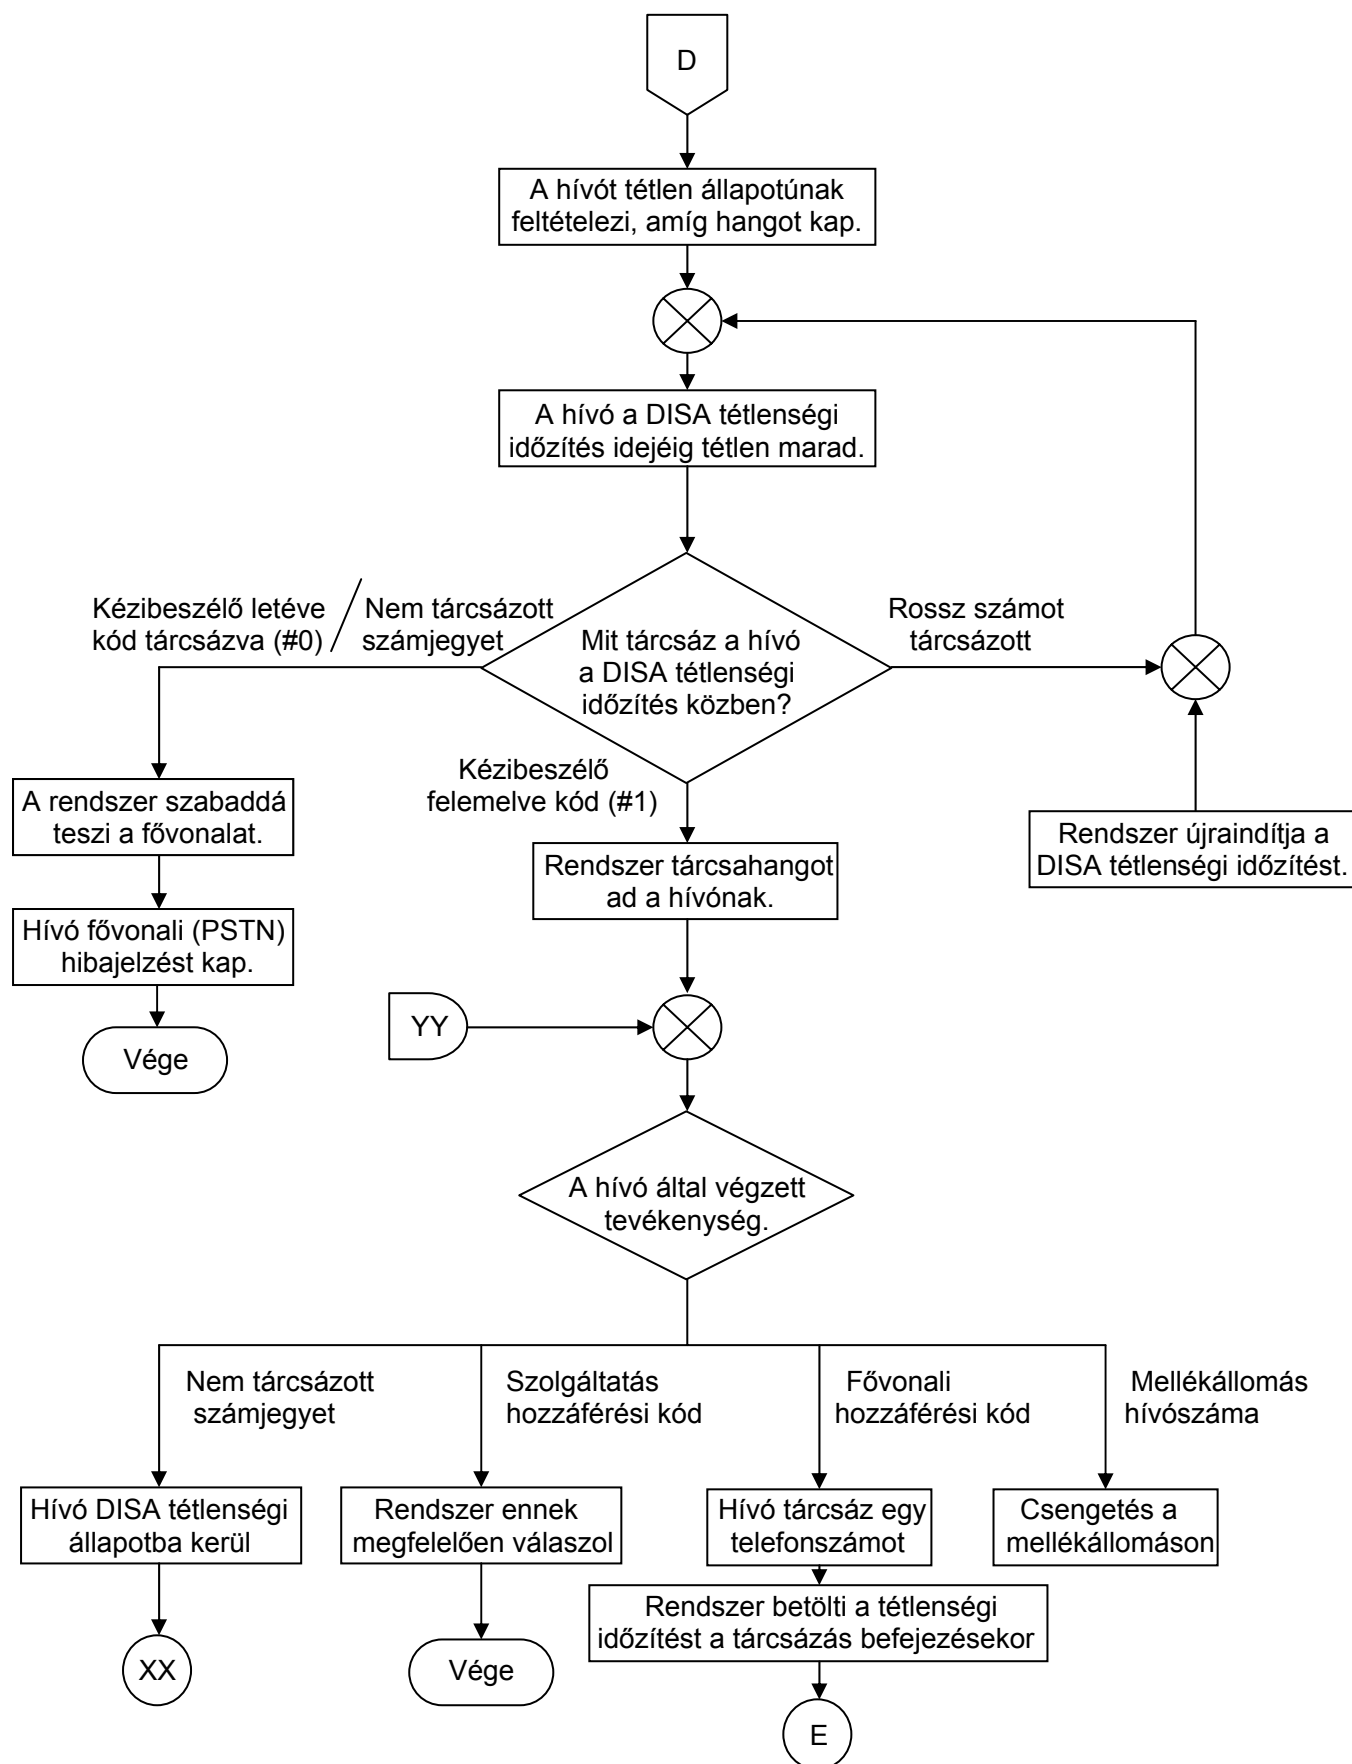 D
A hívót tétlen állapotúnak
feltételezi, amíg hangot kap.
A hívó a DISA tétlenségi
időzítés idejéig tétlen marad.
Kézibeszélő letéve
kód tárcsázva (#0)
/
Nem tárcsázott
számjegyet
Mit tárcsáz a hívó
a DISA tétlenségi
időzítés közben?
Rossz számot
tárcsázott
Kézibeszélő
felemelve kód (#1)
A rendszer szabaddá
teszi a fővonalat.
Rendszer tárcsahangot
ad a hívónak.
Rendszer újraindítja a
DISA tétlenségi időzítést.
Hívó fővonali (PSTN)
hibajelzést kap.
Vége
YY
A hívó által végzett
tevékenység.
Nem tárcsázott
számjegyet
Szolgáltatás
hozzáférési kód
Fővonali
hozzáférési kód
Mellékállomás
hívószáma
Hívó DISA tétlenségi
állapotba kerül
Rendszer ennek
megfelelően válaszol
Hívó tárcsáz egy
telefonszámot
Csengetés a
mellékállomáson
Rendszer betölti a tétlenségi
időzítést a tárcsázás befejezésekor
XX
Vége
E